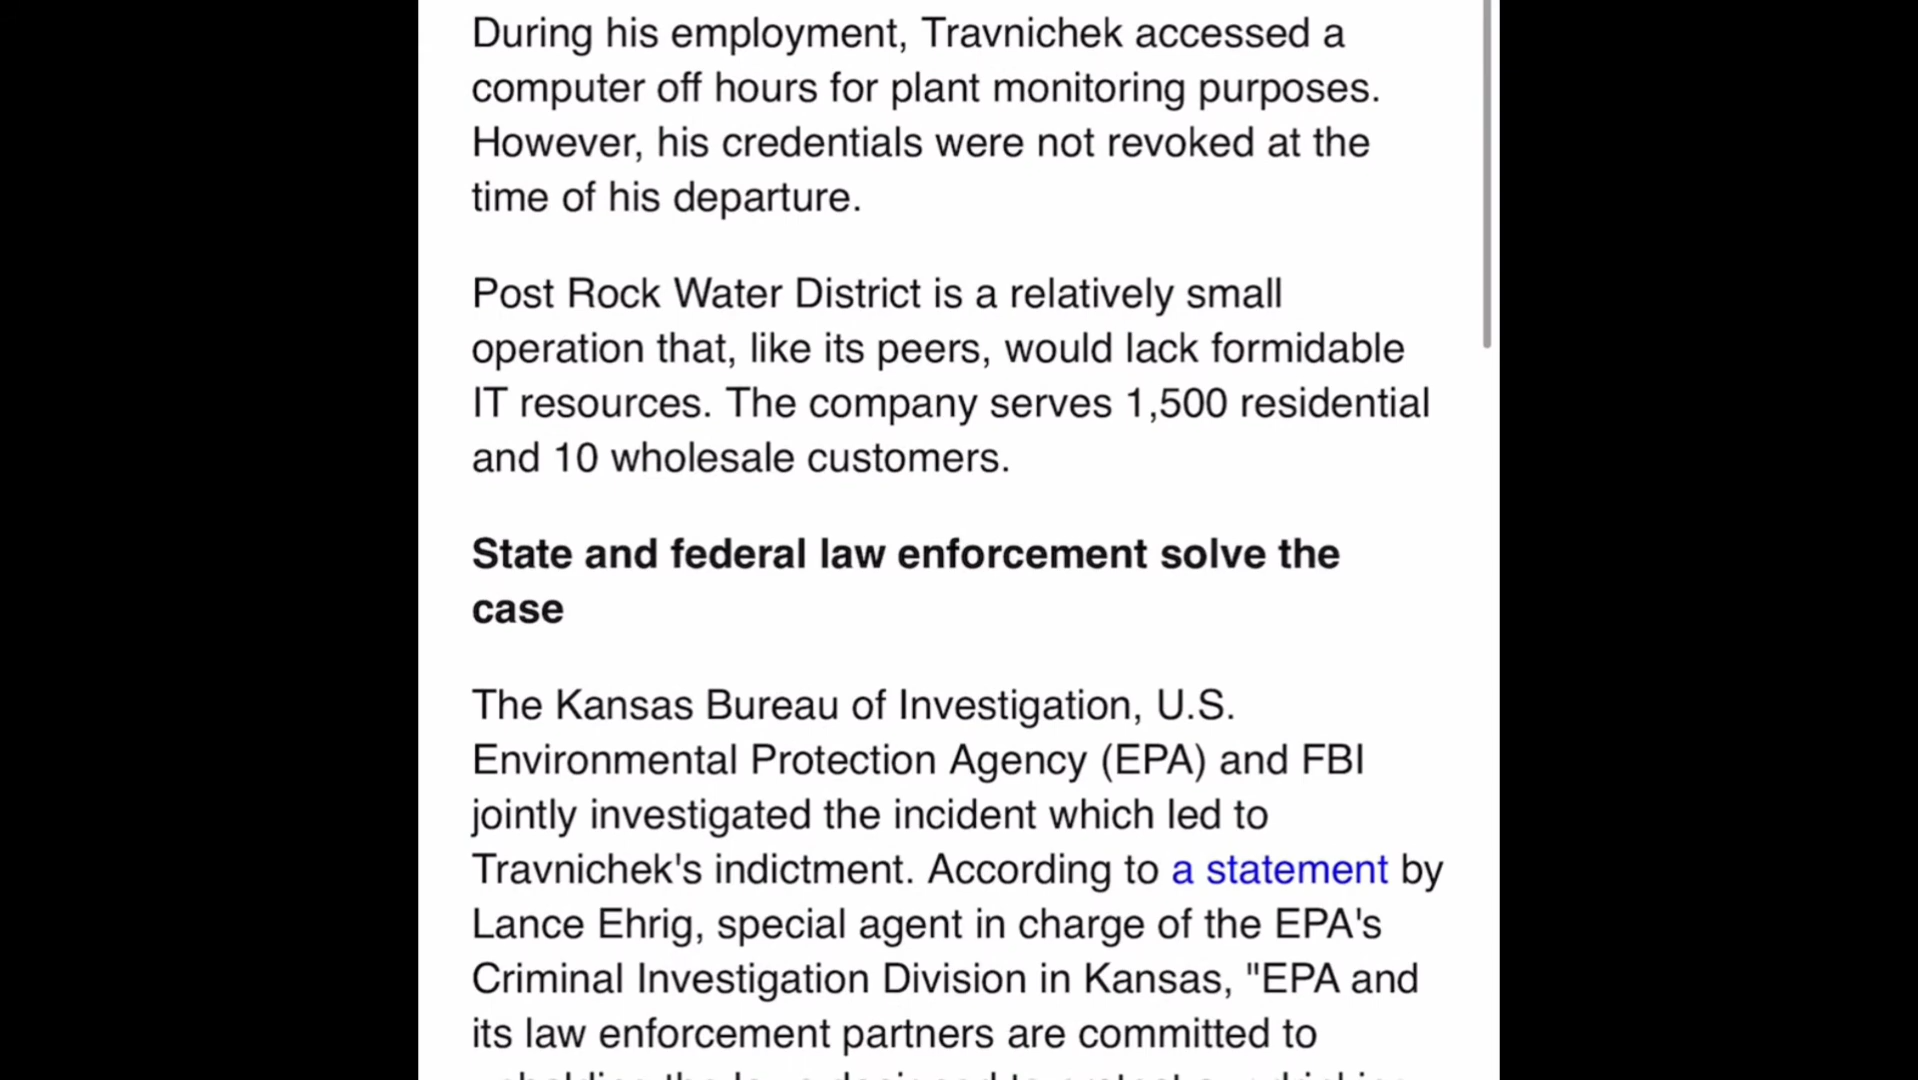 During his employment, Travnichek accessed a
computer off hours for plant monitoring purposes.
However, his credentials were not revoked at the
time of his departure.
Post Rock Water District is a relatively small
operation that, like its peers, would lack formidable
IT resources. The company serves 1,500 residential
and 10 wholesale customers.
State and federal law enforcement solve the
case
The Kansas Bureau of Investigation, U.S.
Environmental Protection Agency (EPA) and FBI
jointly investigated the incident which led to
Travnichek's indictment. According to a statement by
Lance Ehrig, special agent in charge of the EPA's
Criminal Investigation Division in Kansas, "EPA and
its law enforcement partners are committed to